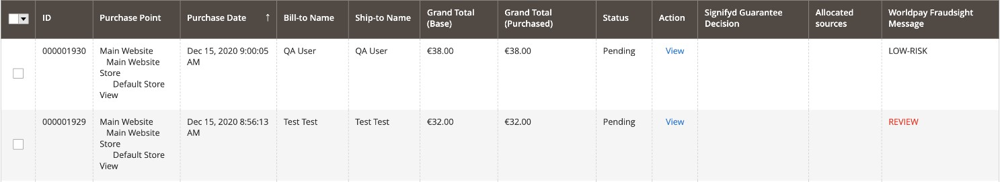 ID Purchase Point Purchase Date ↑ Bill-to Name Ship-to Name Grand Total (Base) Grand Total (Purchased) Status Action Signifyd Guarantee Decision Allocated sources Worldpay Fraudsight Message
000001930 Main Website Dec 15, 2020 9:00:05 QA User QA User €38.00 €38.00 Pending View LOW-RISK
Main Website AM
Store
Default Store
View
000001929 Main Website Dec 15, 2020 8:56:13 Test Test Test Test €32.00 €32.00 Pending View REVIEW
Main Website AM
Store
Default Store
View